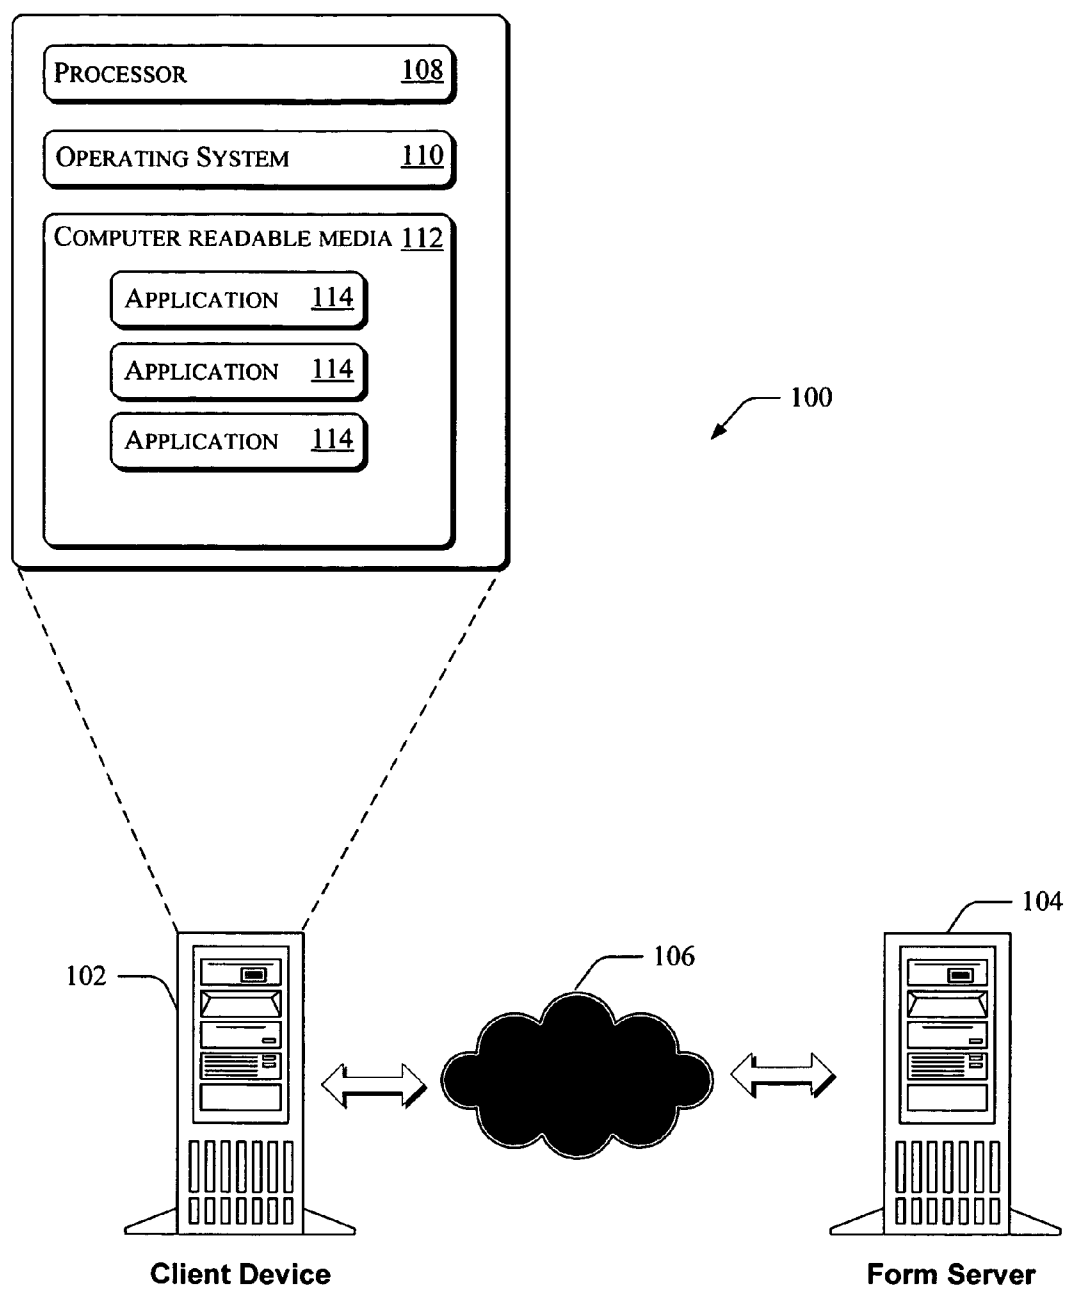 PROCESSOR 108
OPERATING SYSTEM 110
COMPUTER READABLE MEDIA 112
APPLICATION 114
APPLICATION 114
APPLICATION 114
100
104
106
102
Client Device
Form Server